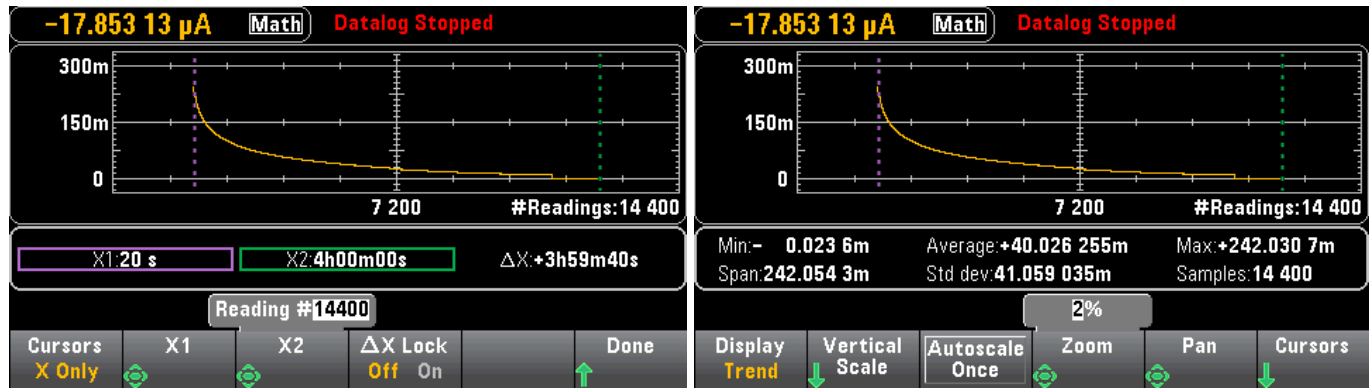 −17.853 13 µA Math Datalog Stopped
300m
150m
0
7 200 #Readings:14 400
X1:20 s X2:4h00m00s ΔX:+3h59m40s
Reading #14400
Cursors X1 X2 ΔX Lock Done
X Only Off On
−17.853 13 µA Math Datalog Stopped
300m
150m
0
7 200 #Readings:14 400
Min:− 0.023 6m Average:+40.026 255m Max:+242.030 7m
Span:242.054 3m Std dev:41.059 035m Samples:14 400
2%
Display Vertical Autoscale Zoom Pan Cursors
Trend Scale Once